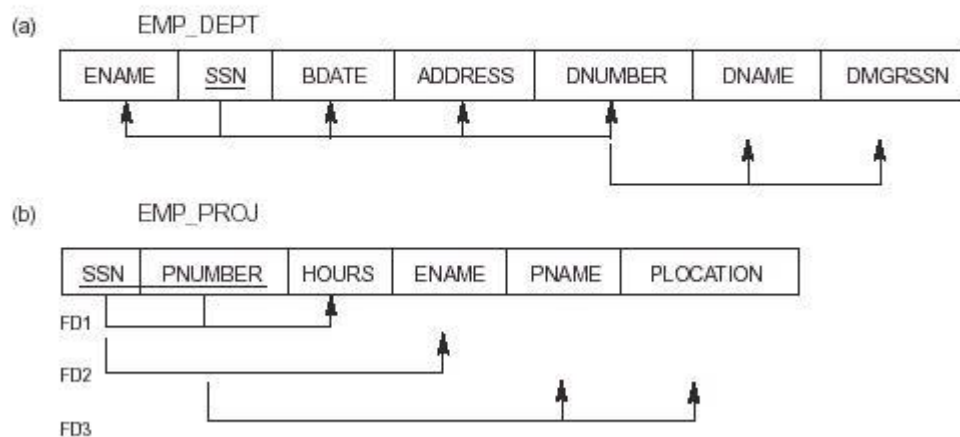 (a) EMP_DEPT
ENAME SSN BDATE ADDRESS DNUMBER DNAME DMGRSSN
(b) EMP_PROJ
SSN PNUMBER HOURS ENAME PNAME PLOCATION
FD1
FD2
FD3